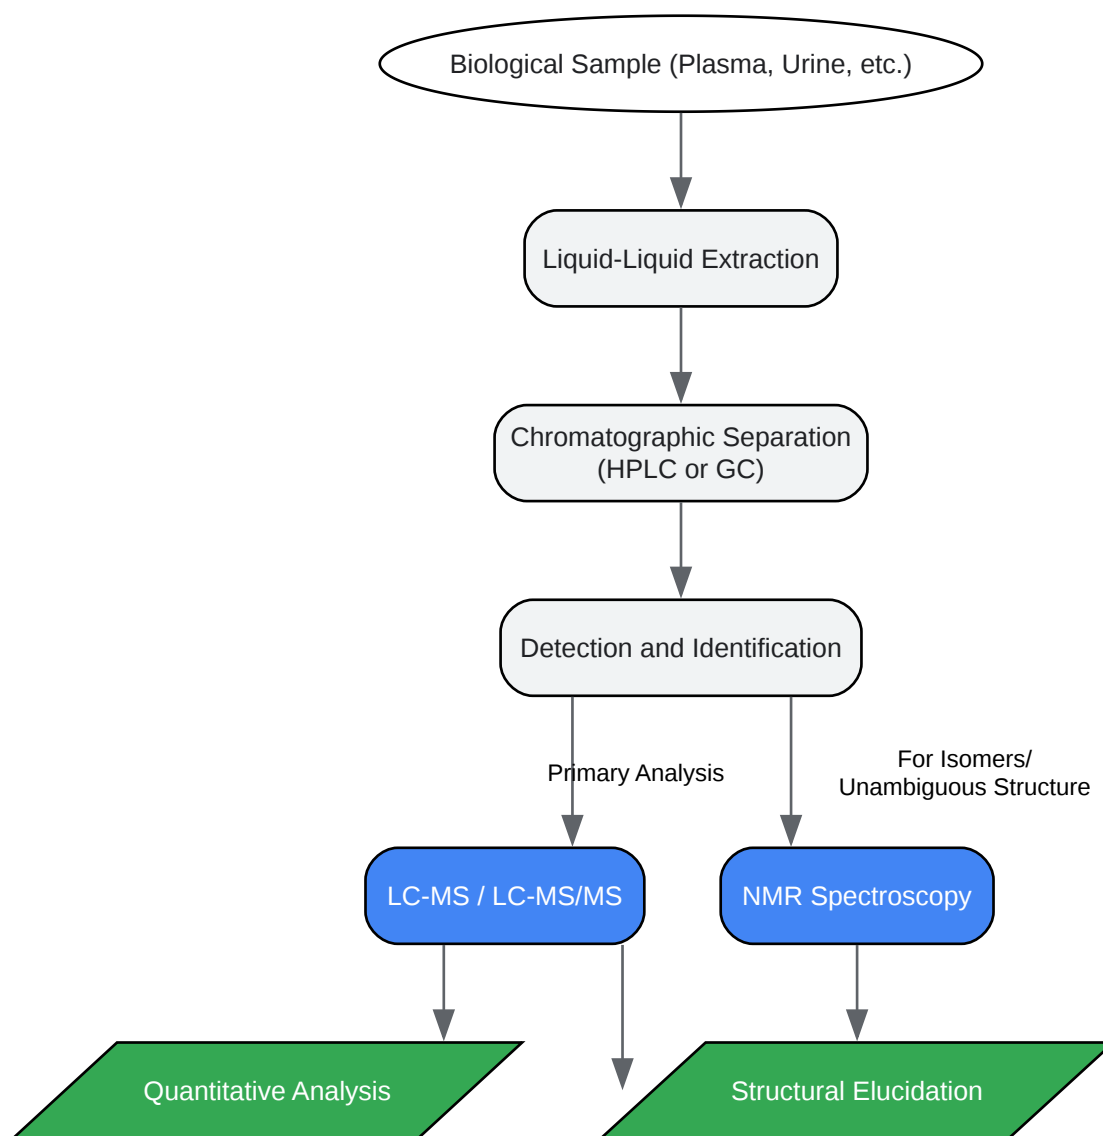 Biological Sample (Plasma, Urine, etc.)
Liquid-Liquid Extraction
Chromatographic Separation
(HPLC or GC)
Detection and Identification
Primary Analysis
For Isomers/
Unambiguous Structure
LC-MS / LC-MS/MS
NMR Spectroscopy
Quantitative Analysis
Structural Elucidation